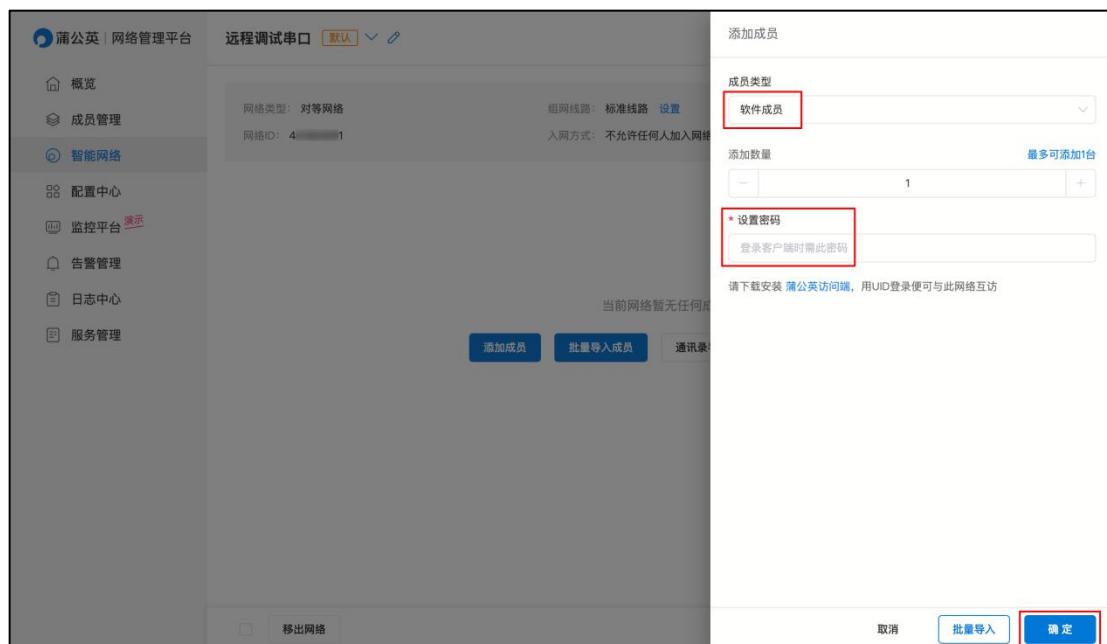 蒲公英 | 网络管理平台
概览
成员管理
智能网络
配置中心
监控平台 演示
告警管理
日志中心
服务管理
远程调试串口 默认
网络类型： 对等网络
组网线路： 标准线路 设置
网络ID： 4 1
入网方式： 不允许任何人加入网络
当前网络暂无任何成
添加成员 批量导入成员 通讯录
移出网络
添加成员
成员类型
软件成员
添加数量 最多可添加1台
1
* 设置密码
登录客户端时需此密码
请下载安装 蒲公英访问端，用UID登录便可与此网络互访
取消 批量导入 确 定